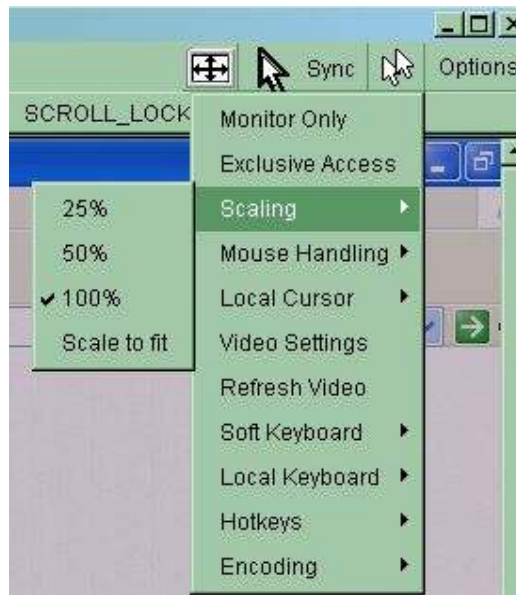 Sync Options
SCROLL_LOCK
Monitor Only
Exclusive Access
Scaling
Mouse Handling
Local Cursor
Video Settings
Refresh Video
Soft Keyboard
Local Keyboard
Hotkeys
Encoding
25%
50%
100%
Scale to fit